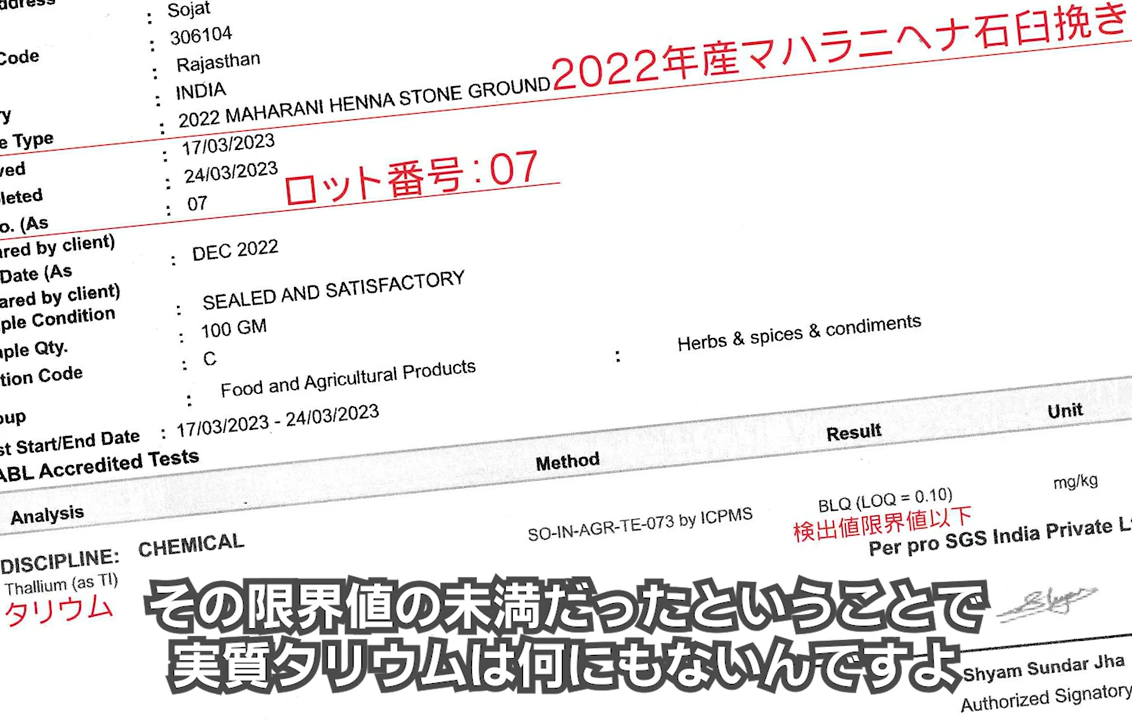 Sojat
306104
Code
Rajasthan
INDIA
2022 MAHARANI HENNA STONE GROUND 2022年産マハラニヘナ石臼挽き
Type
: 17/03/2023
: 24/03/2023
: 07 ロット番号:07
o. (As
ared by client)
: DEC 2022
Date (As
ared by client)
: SEALED AND SATISFACTORY
ple Condition
: 100 GM
ple Qty.
: C
tion Code
: Food and Agricultural Products : Herbs & spices & condiments
oup
st Start/End Date : 17/03/2023 - 24/03/2023
ABL Accredited Tests
Analysis Method Result Unit
DISCIPLINE: CHEMICAL
Thallium (as Tl) SO-IN-AGR-TE-073 by ICPMS BLQ (LOQ = 0.10) mg/kg
タリウム 検出値限界値以下
Per pro SGS India Private L
その限界値の未満だったということで
実質タリウムは何にもないんですよ
Shyam Sundar Jha
Authorized Signatory